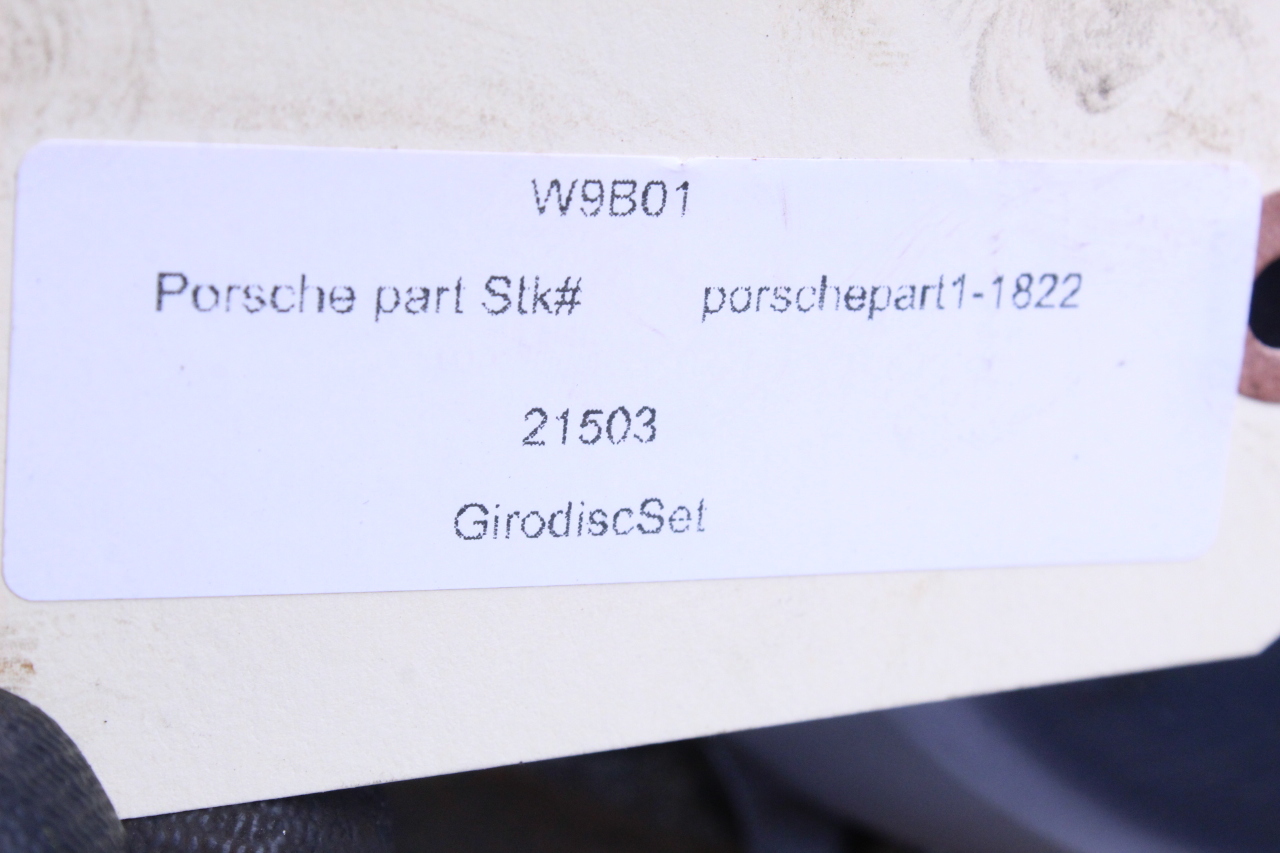 W9B01
Porsche part Stk# porschepart1-1822
21503
GirodiscSet